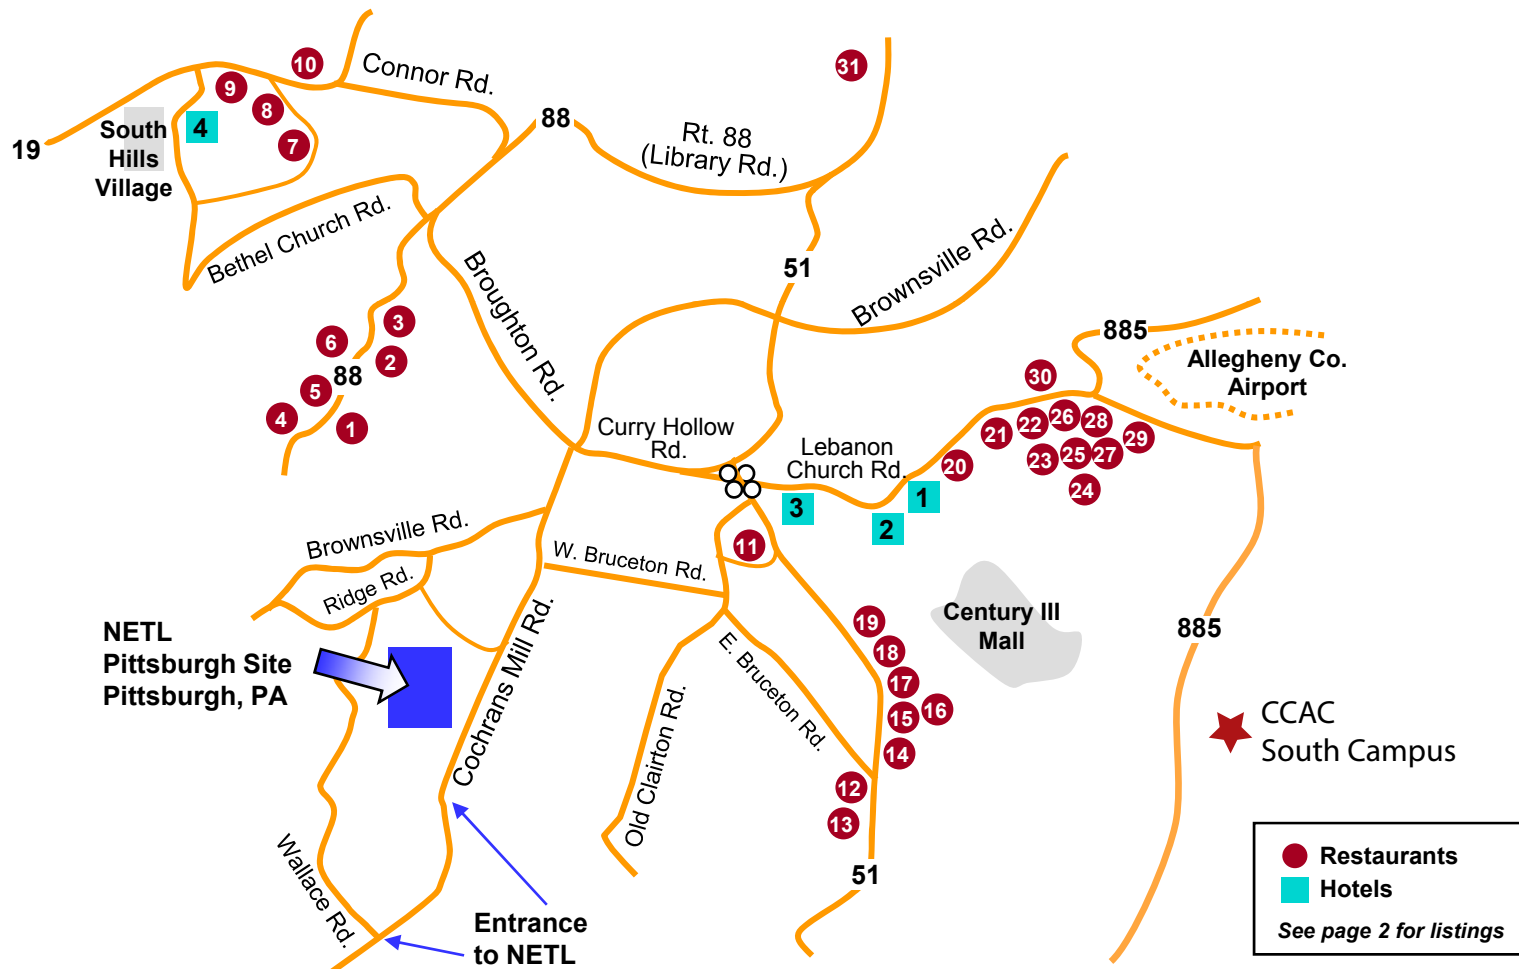 10
Connor Rd.
31
9
8
4
7
88
Rt. 88
(Library Rd.)
19
South
Hills
Village
Bethel Church Rd.
Broughton Rd.
51
Brownsville Rd.
3
6
2
88
5
4
1
885
Allegheny Co.
Airport
30
Curry Hollow
Rd.
Lebanon
Church Rd.
21
22
26
28
29
20
23
25
27
24
1
3
2
Brownsville Rd.
W. Bruceton Rd.
11
Ridge Rd.
NETL
Pittsburgh Site
Pittsburgh, PA
Cochrans Mill Rd.
Century III
Mall
19
18
17
16
15
14
E. Bruceton Rd.
Old Clairton Rd.
12
13
885
CCAC
South Campus
51
Wallace Rd.
Entrance
to NETL
Restaurants
Hotels
See page 2 for listings